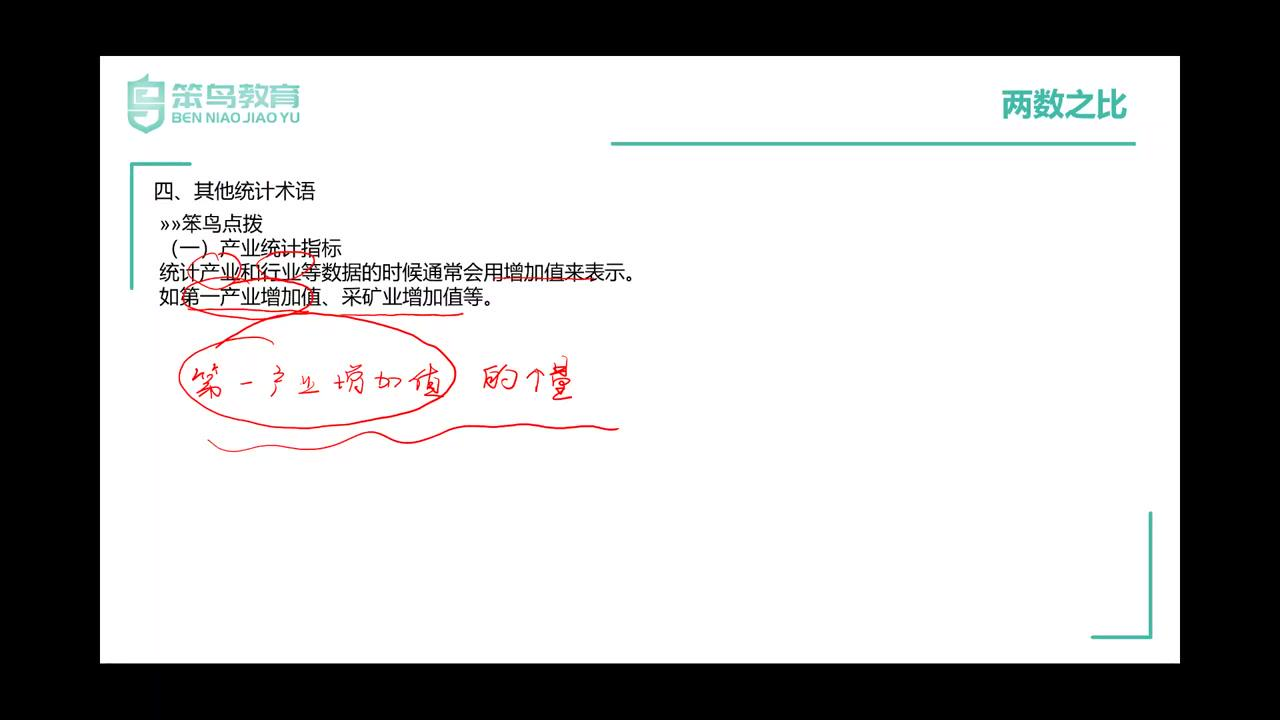 笨鸟教育
BEN NIAO JIAO YU
两数之比
四、其他统计术语
»»笨鸟点拨
（一）产业统计指标
统计产业和行业等数据的时候通常会用增加值来表示。
如第一产业增加值、采矿业增加值等。
第一产业增加值 的个量